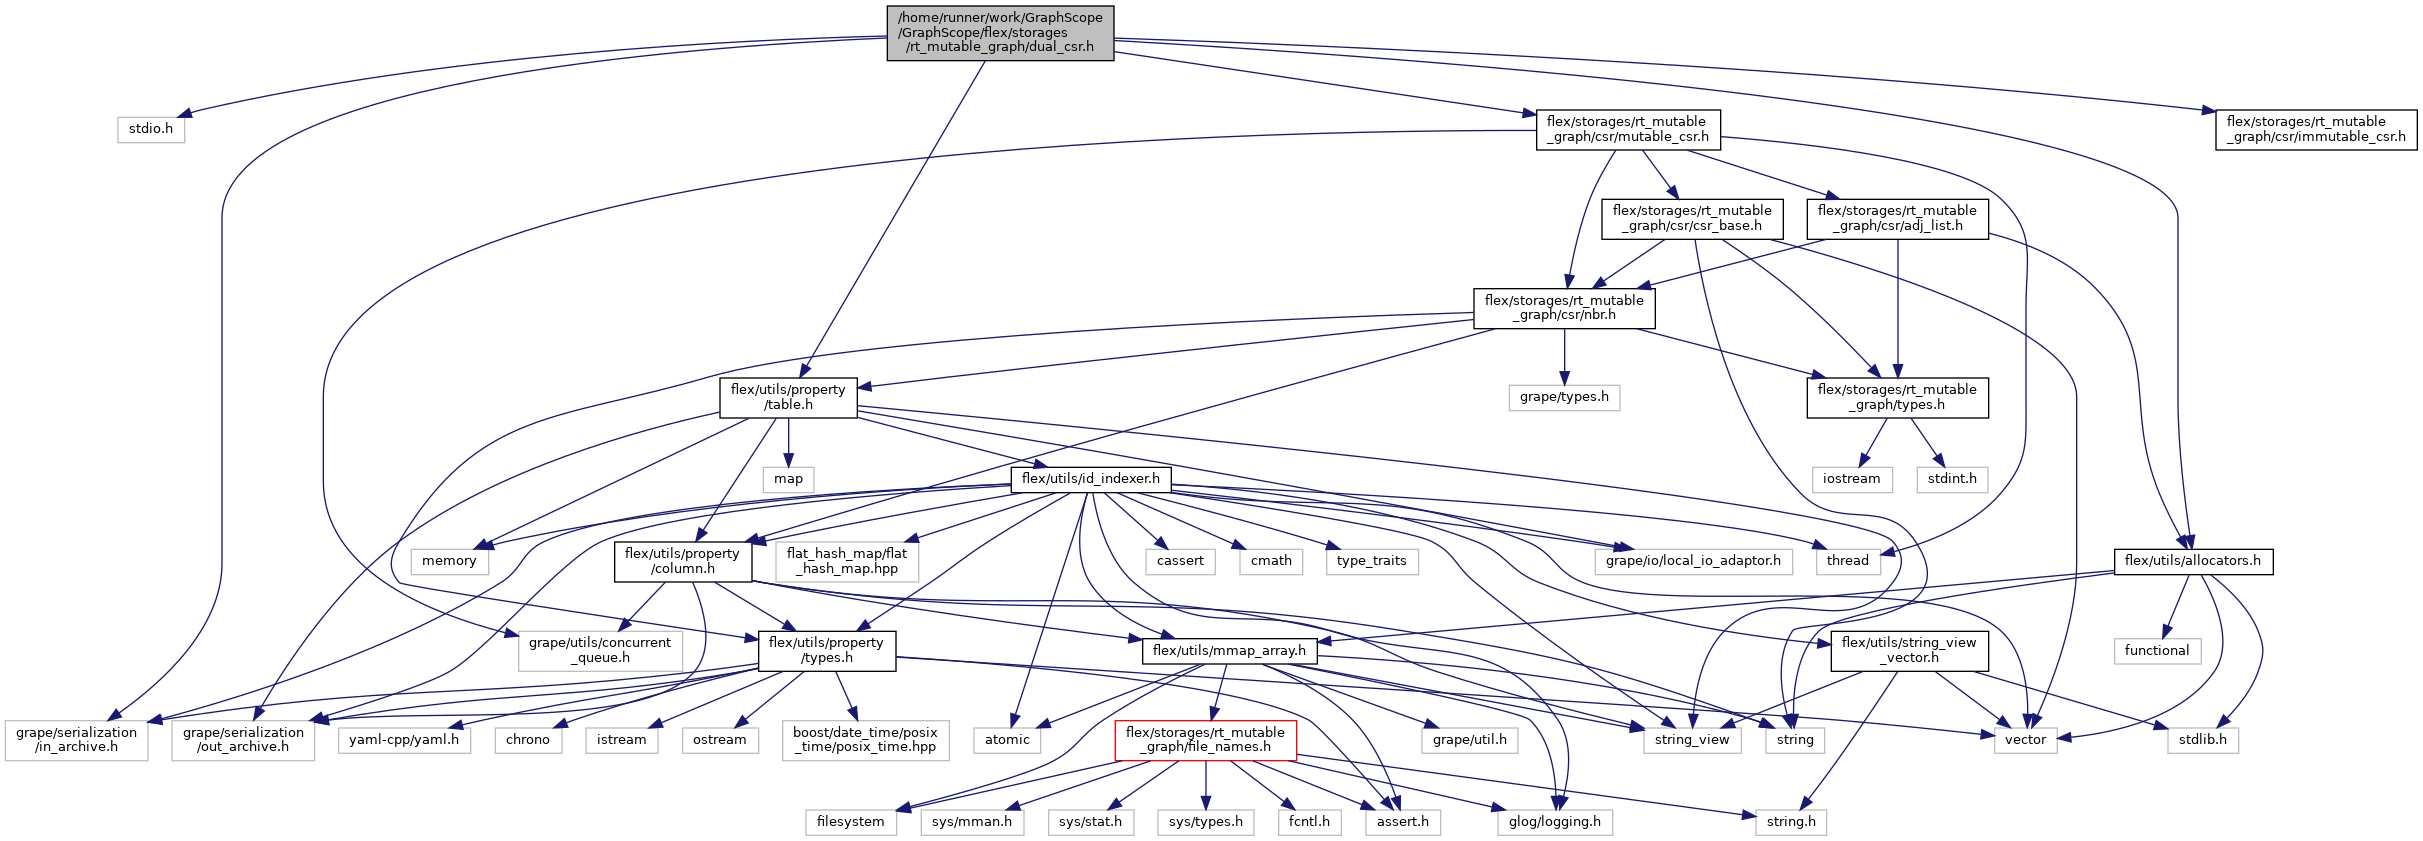 /home/runner/work/GraphScope
/GraphScope/flex/storages
/rt_mutable_graph/dual_csr.h
stdio.h
flex/storages/rt_mutable
_graph/csr/mutable_csr.h
flex/storages/rt_mutable
_graph/csr/immutable_csr.h
flex/storages/rt_mutable
_graph/csr/csr_base.h
flex/storages/rt_mutable
_graph/csr/adj_list.h
flex/storages/rt_mutable
_graph/csr/nbr.h
flex/utils/property
/table.h
grape/types.h
flex/storages/rt_mutable
_graph/types.h
map
flex/utils/id_indexer.h
iostream
stdint.h
memory
flex/utils/property
/column.h
flat_hash_map/flat
_hash_map.hpp
cassert
cmath
type_traits
grape/io/local_io_adaptor.h
thread
flex/utils/allocators.h
grape/utils/concurrent
_queue.h
flex/utils/property
/types.h
flex/utils/mmap_array.h
flex/utils/string_view
_vector.h
functional
grape/serialization
/in_archive.h
grape/serialization
/out_archive.h
yaml-cpp/yaml.h
chrono
istream
ostream
boost/date_time/posix
_time/posix_time.hpp
atomic
flex/storages/rt_mutable
_graph/file_names.h
grape/util.h
string_view
string
vector
stdlib.h
filesystem
sys/mman.h
sys/stat.h
sys/types.h
fcntl.h
assert.h
glog/logging.h
string.h